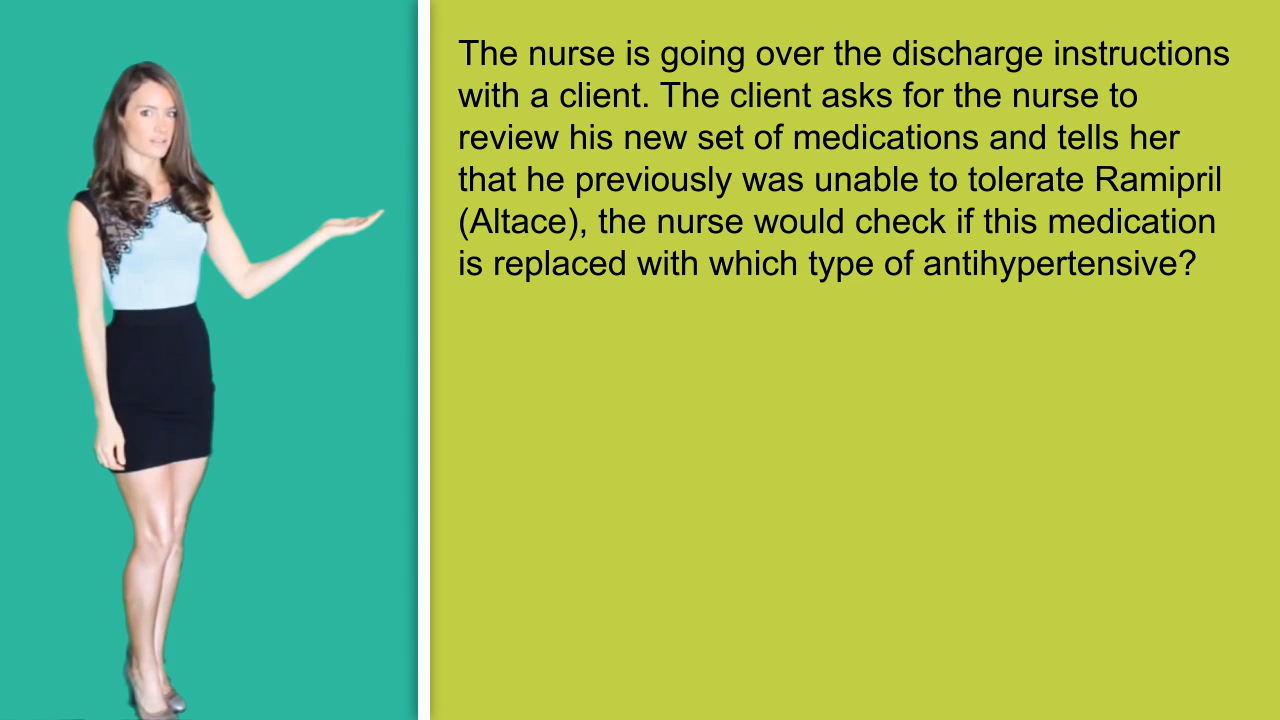 The nurse is going over the discharge instructions
with a client. The client asks for the nurse to
review his new set of medications and tells her
that he previously was unable to tolerate Ramipril
(Altace), the nurse would check if this medication
is replaced with which type of antihypertensive?